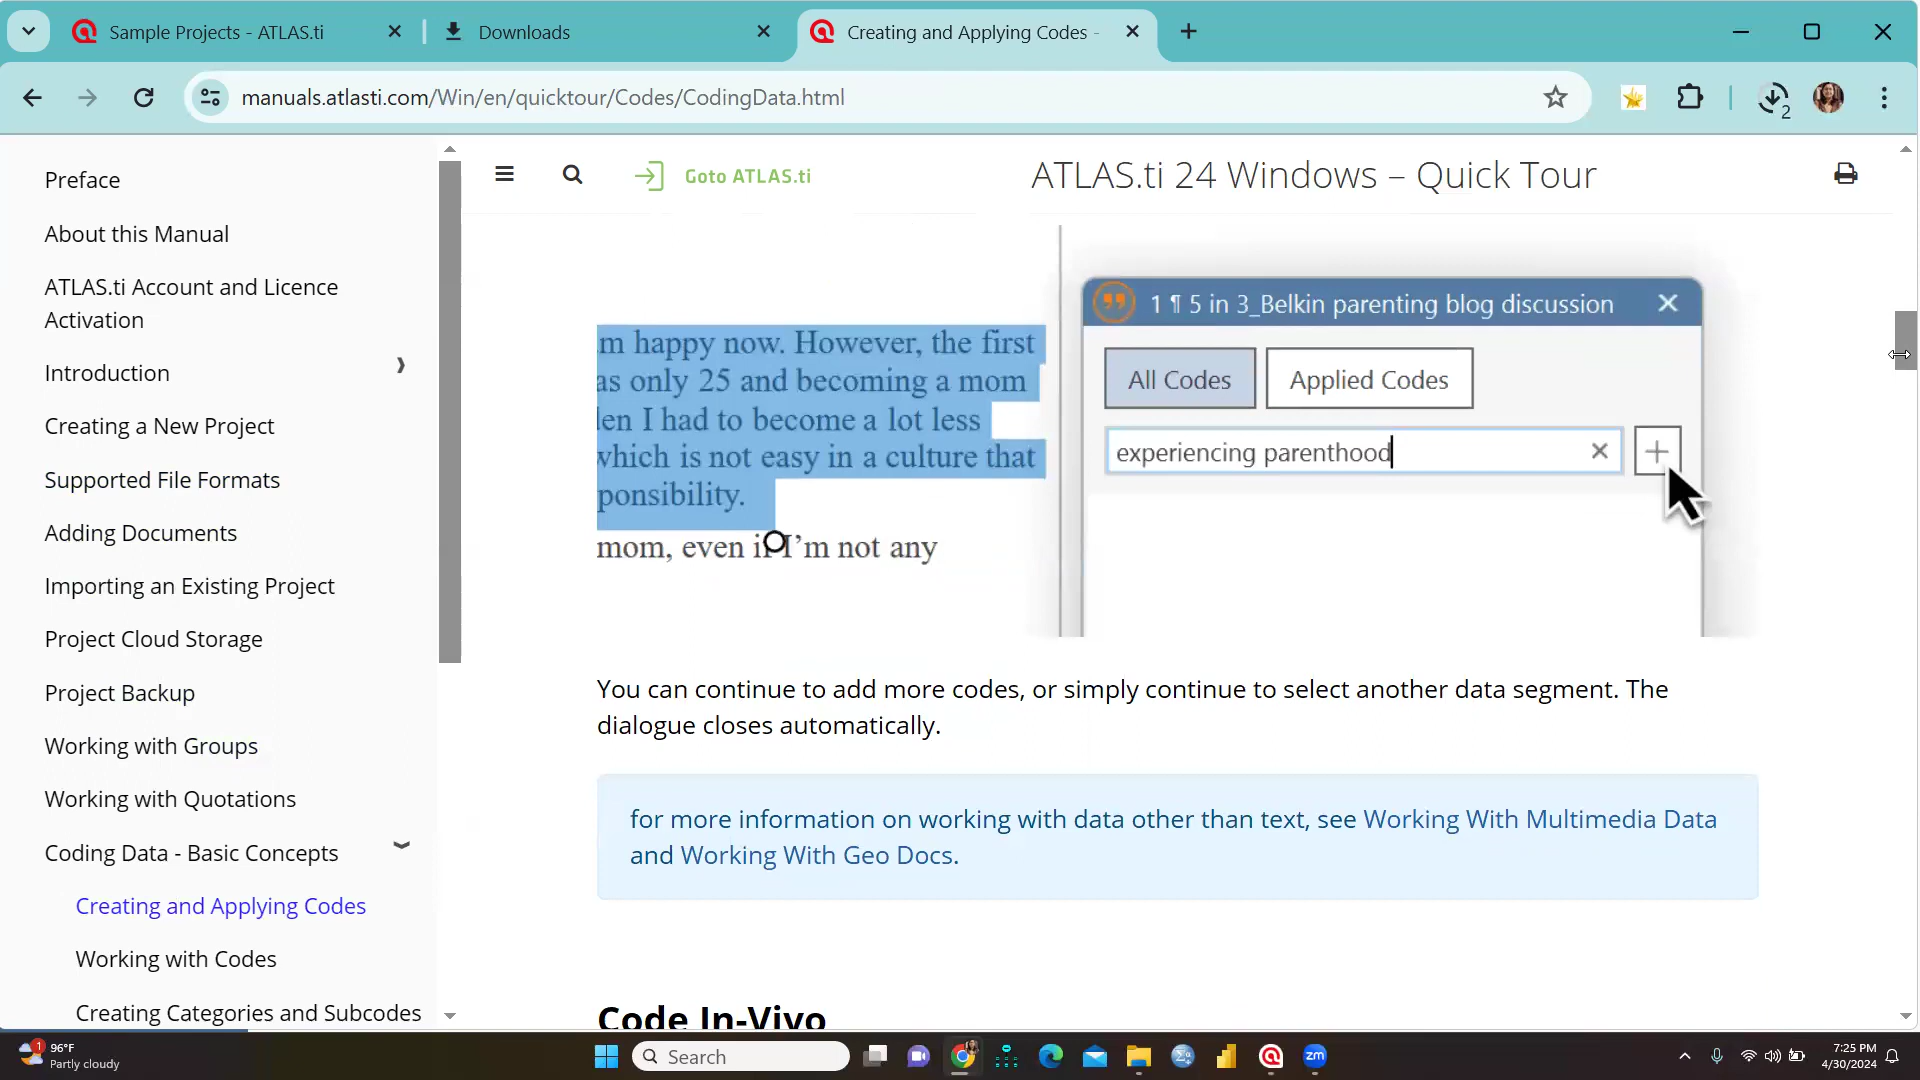 Sample Projects - ATLAS.ti
Downloads
Creating and Applying Codes -
manuals.atlasti.com/Win/en/quicktour/Codes/CodingData.html
2
Preface
About this Manual
ATLAS.ti Account and Licence
Activation
Introduction
Creating a New Project
Supported File Formats
Adding Documents
Importing an Existing Project
Project Cloud Storage
Project Backup
Working with Groups
Working with Quotations
Coding Data - Basic Concepts
Creating and Applying Codes
Working with Codes
Creating Categories and Subcodes
Goto ATLAS.ti
ATLAS.ti 24 Windows – Quick Tour
m happy now. However, the first
as only 25 and becoming a mom
len I had to become a lot less
which is not easy in a culture that
ponsibility.
mom, even if I’m not any
1 ¶ 5 in 3_Belkin parenting blog discussion
All Codes
Applied Codes
experiencing parenthood
You can continue to add more codes, or simply continue to select another data segment. The
dialogue closes automatically.
for more information on working with data other than text, see Working With Multimedia Data
and Working With Geo Docs.
Code In-Vivo
1
96°F
Partly cloudy
Search
zm
7:25 PM
4/30/2024